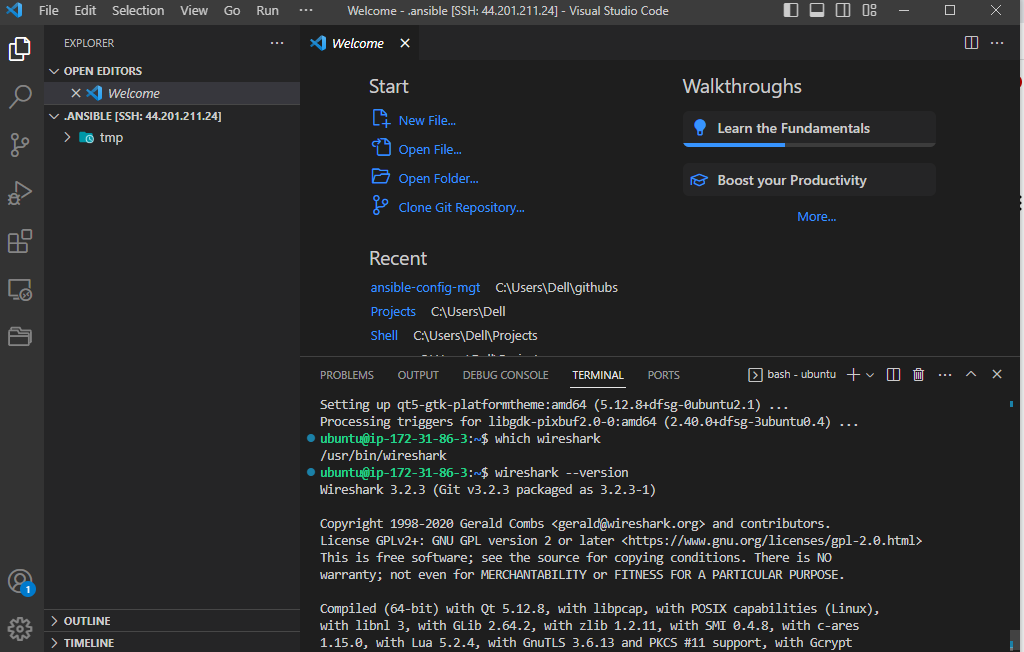 File Edit Selection View Go Run ··· Welcome - .ansible [SSH: 44.201.211.24] - Visual Studio Code
EXPLORER ···
OPEN EDITORS
Welcome
.ANSIBLE [SSH: 44.201.211.24]
tmp
1
OUTLINE
TIMELINE
Welcome
Start
New File...
Open File...
Open Folder...
Clone Git Repository...
Recent
ansible-config-mgt C:\Users\Dell\githubs
Projects C:\Users\Dell
Shell C:\Users\Dell\Projects
Walkthroughs
Learn the Fundamentals
Boost your Productivity
More...
PROBLEMS OUTPUT DEBUG CONSOLE TERMINAL PORTS bash - ubuntu
Setting up qt5-gtk-platformtheme:amd64 (5.12.8+dfsg-0ubuntu2.1) ...
Processing triggers for libgdk-pixbuf2.0-0:amd64 (2.40.0+dfsg-3ubuntu0.4) ...
ubuntu@ip-172-31-86-3:~$ which wireshark
/usr/bin/wireshark
ubuntu@ip-172-31-86-3:~$ wireshark --version
Wireshark 3.2.3 (Git v3.2.3 packaged as 3.2.3-1)
Copyright 1998-2020 Gerald Combs <gerald@wireshark.org> and contributors.
License GPLv2+: GNU GPL version 2 or later <https://www.gnu.org/licenses/gpl-2.0.html>
This is free software; see the source for copying conditions. There is NO
warranty; not even for MERCHANTABILITY or FITNESS FOR A PARTICULAR PURPOSE.
Compiled (64-bit) with Qt 5.12.8, with libpcap, with POSIX capabilities (Linux),
with libnl 3, with GLib 2.64.2, with zlib 1.2.11, with SMI 0.4.8, with c-ares
1.15.0, with Lua 5.2.4, with GnuTLS 3.6.13 and PKCS #11 support, with Gcrypt